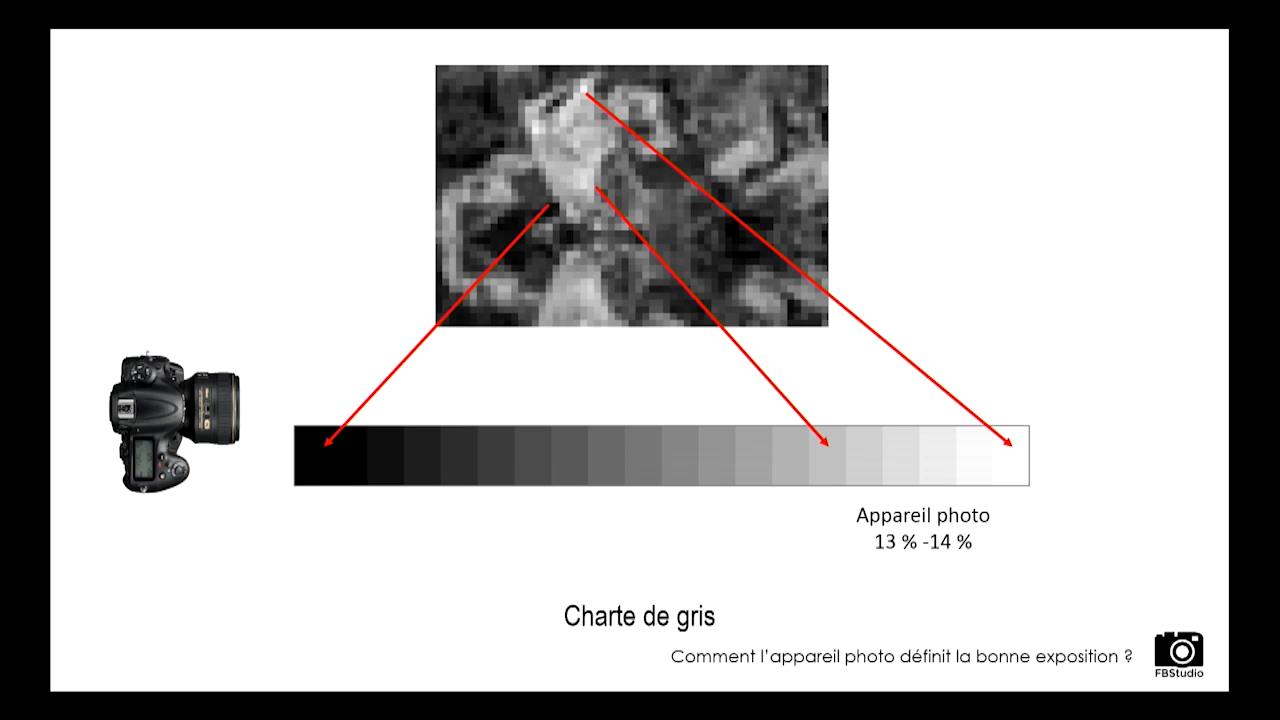 Appareil photo
13 % -14 %
Charte de gris
Comment l'appareil photo définit la bonne exposition ?
FBStudio